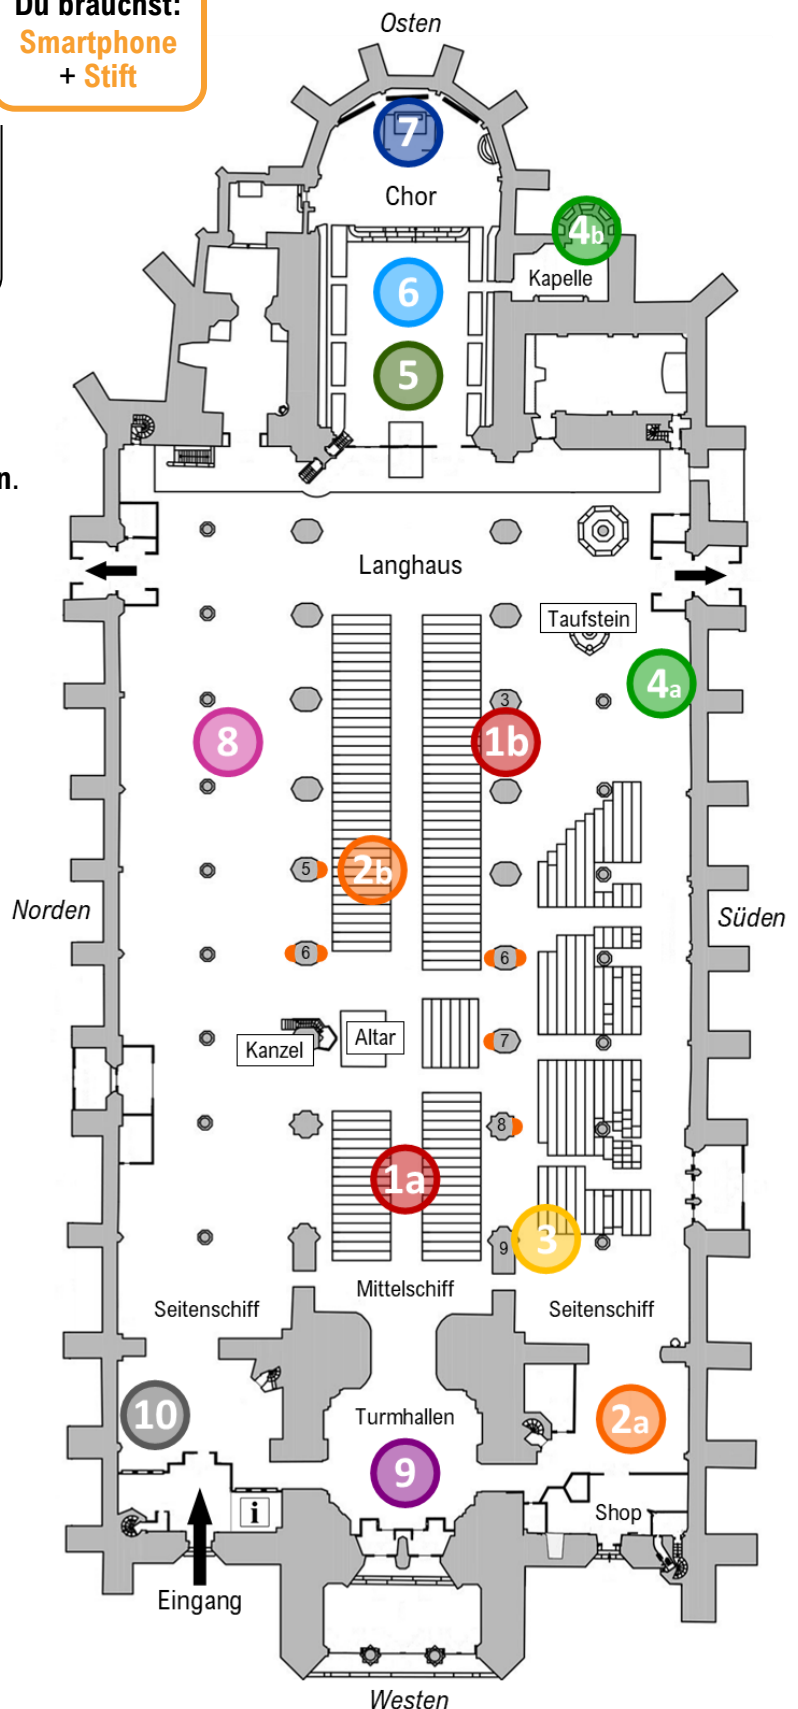 Du brauchst:
Smartphone
+ Stift
Osten
7
Chor
4b
Kapelle
6
5
n.
Langhaus
Taufstein
4a
3
8
1b
5
2b
Norden
Süden
6
6
Kanzel
Altar
7
8
1a
9
3
Mittelschiff
Seitenschiff
Seitenschiff
10
Turmhallen
2a
9
i
Shop
Eingang
Westen